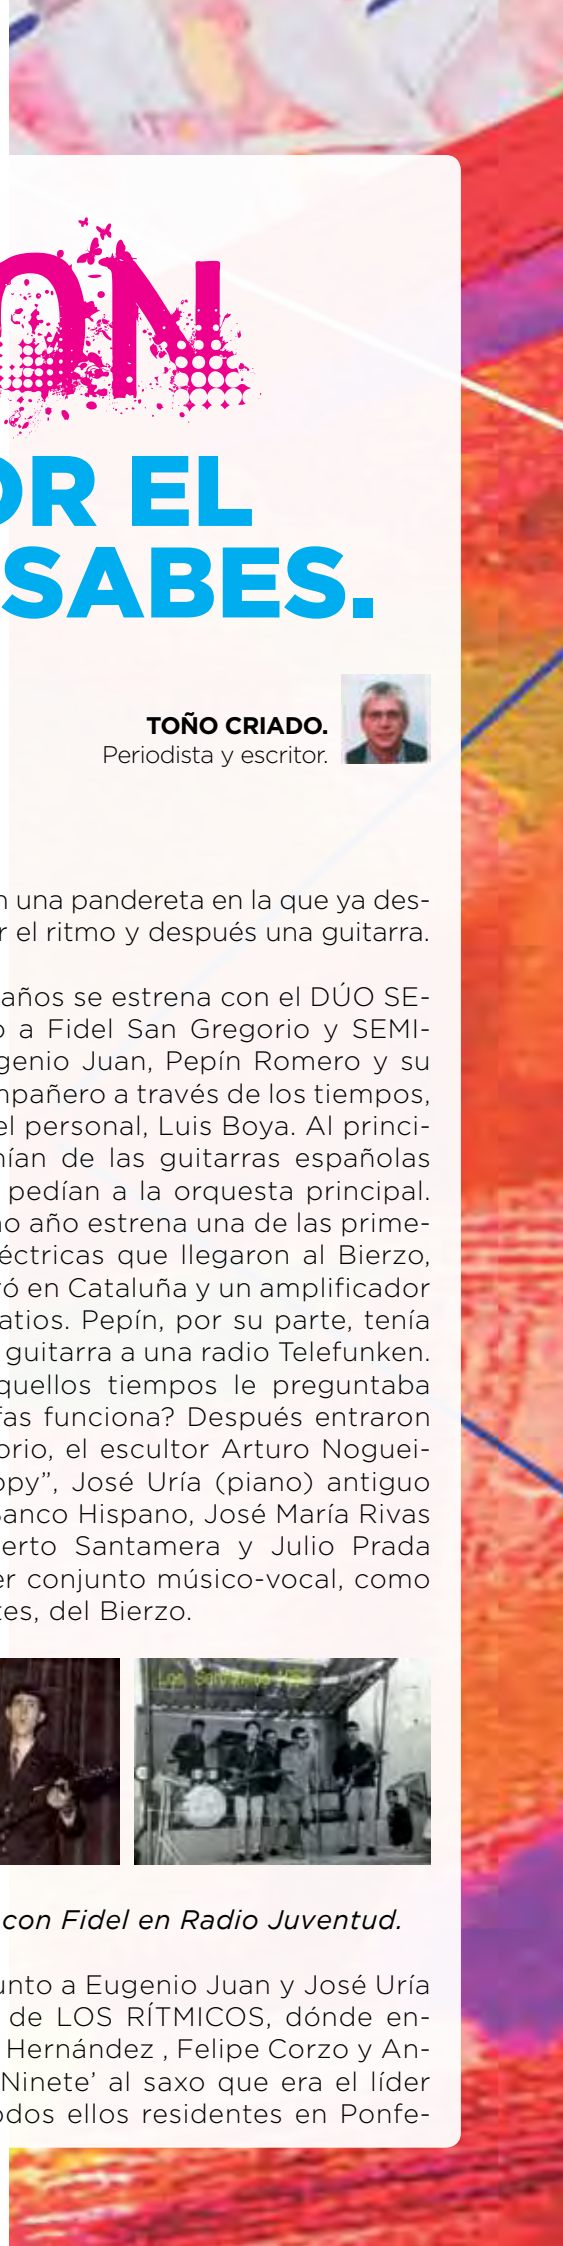 ON
OR EL
SABES.
TOÑO CRIADO.
Periodista y escritor.
una pandereta en la que ya des-
el ritmo y después una guitarra.
años se estrena con el DÚO SE-
a Fidel San Gregorio y SEMI-
genio Juan, Pepín Romero y su
mpañero a través de los tiempos,
el personal, Luis Boya. Al princi-
nían de las guitarras españolas
pedían a la orquesta principal.
o año estrena una de las prime-
éctricas que llegaron al Bierzo,
ró en Cataluña y un amplificador
atios. Pepín, por su parte, tenía
guitarra a una radio Telefunken.
quellos tiempos le preguntaba
fas funciona? Después entraron
orio, el escultor Arturo Noguei-
opy”, José Uría (piano) antiguo
Banco Hispano, José María Rivas
erto Santamera y Julio Prada
er conjunto músico-vocal, como
tes, del Bierzo.
con Fidel en Radio Juventud.
unto a Eugenio Juan y José Uría
de LOS RÍTMICOS, dónde en-
Hernández , Felipe Corzo y An-
Ninete’ al saxo que era el líder
odos ellos residentes en Ponfe-